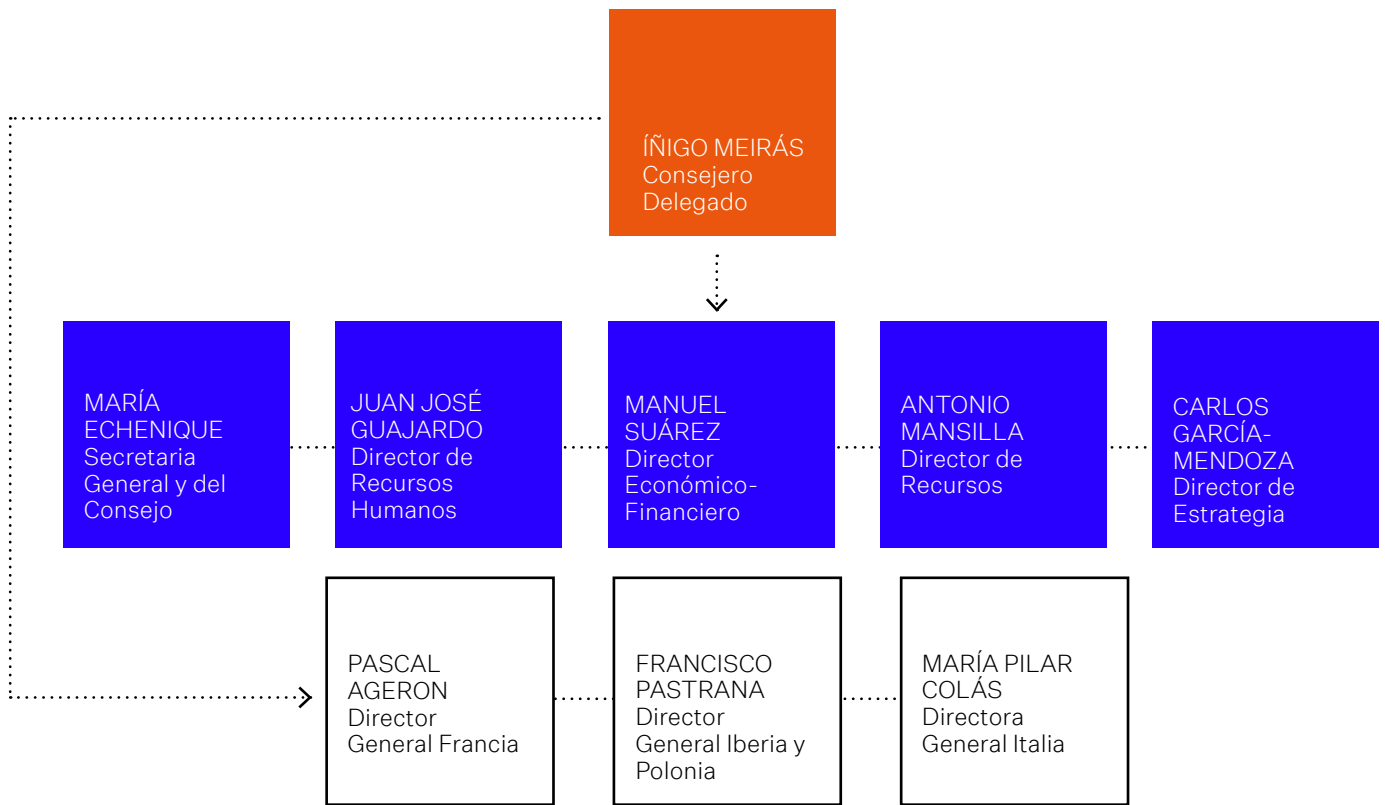 ÍÑIGO MEIRÁS
Consejero
Delegado
MARÍA
ECHENIQUE
Secretaria
General y del
Consejo
JUAN JOSÉ
GUAJARDO
Director de
Recursos
Humanos
MANUEL
SUÁREZ
Director
Económico-
Financiero
ANTONIO
MANSILLA
Director de
Recursos
CARLOS
GARCÍA-
MENDOZA
Director de
Estrategia
PASCAL
AGERON
Director
General Francia
FRANCISCO
PASTRANA
Director
General Iberia y
Polonia
MARÍA PILAR
COLÁS
Directora
General Italia